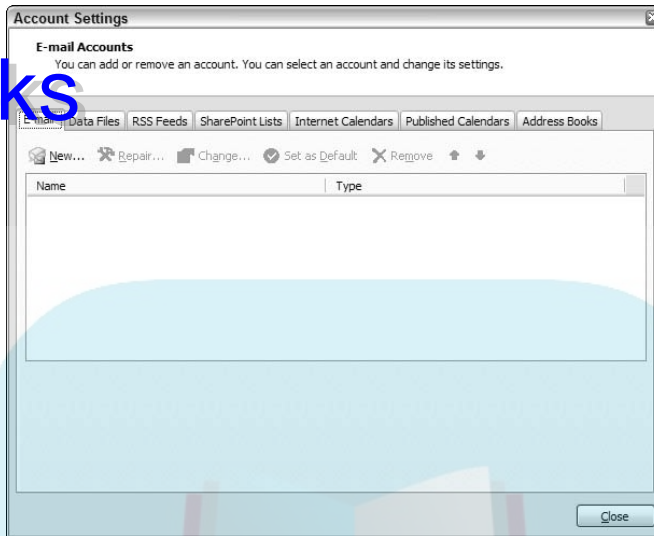 Account Settings
E-mail Accounts
You can add or remove an account. You can select an account and change its settings.
ks
E-mail Data Files RSS Feeds SharePoint Lists Internet Calendars Published Calendars Address Books
New... Repair... Change... Set as Default Remove
Name Type
Close